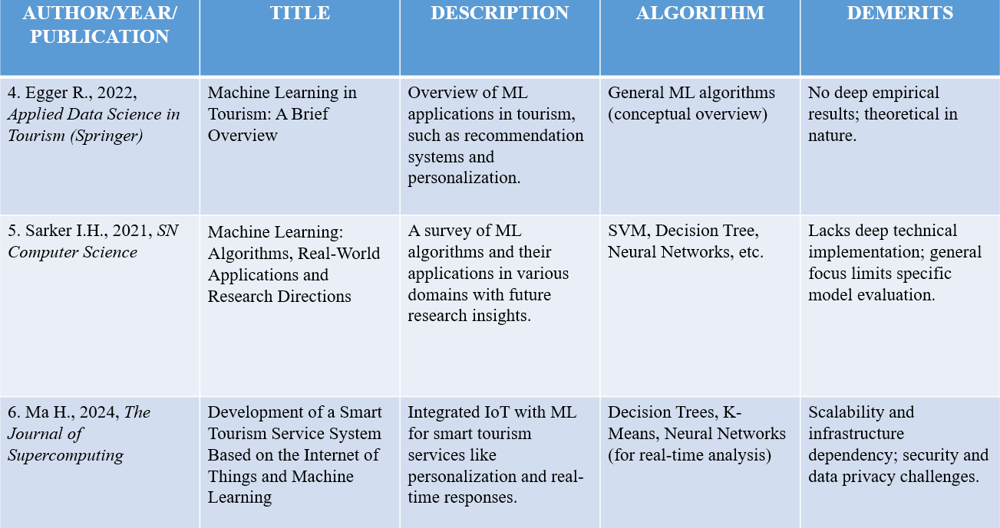 AUTHOR/YEAR/
PUBLICATION
TITLE
DESCRIPTION
ALGORITHM
DEMERITS
4. Egger R., 2022,
Applied Data Science in
Tourism (Springer)
Machine Learning in
Tourism: A Brief
Overview
Overview of ML
applications in tourism,
such as recommendation
systems and
personalization.
General ML algorithms
(conceptual overview)
No deep empirical
results; theoretical in
nature.
5. Sarker I.H., 2021, SN
Computer Science
Machine Learning:
Algorithms, Real-World
Applications and
Research Directions
A survey of ML
algorithms and their
applications in various
domains with future
research insights.
SVM, Decision Tree,
Neural Networks, etc.
Lacks deep technical
implementation; general
focus limits specific
model evaluation.
6. Ma H., 2024, The
Journal of
Supercomputing
Development of a Smart
Tourism Service System
Based on the Internet of
Things and Machine
Learning
Integrated IoT with ML
for smart tourism
services like
personalization and real-
time responses.
Decision Trees, K-
Means, Neural Networks
(for real-time analysis)
Scalability and
infrastructure
dependency; security and
data privacy challenges.